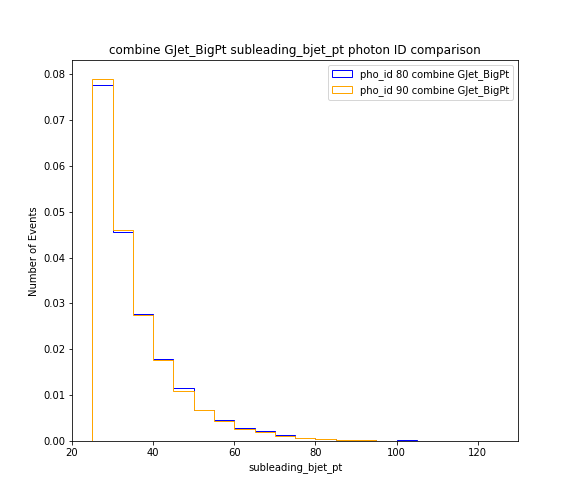 combine GJet_BigPt subleading_bjet_pt photon ID comparison
pho_id 80 combine GJet_BigPt
pho_id 90 combine GJet_BigPt
0.08
0.07
0.06
0.05
0.04
0.03
0.02
0.01
0.00
Number of Events
20 40 60 80 100 120
subleading_bjet_pt